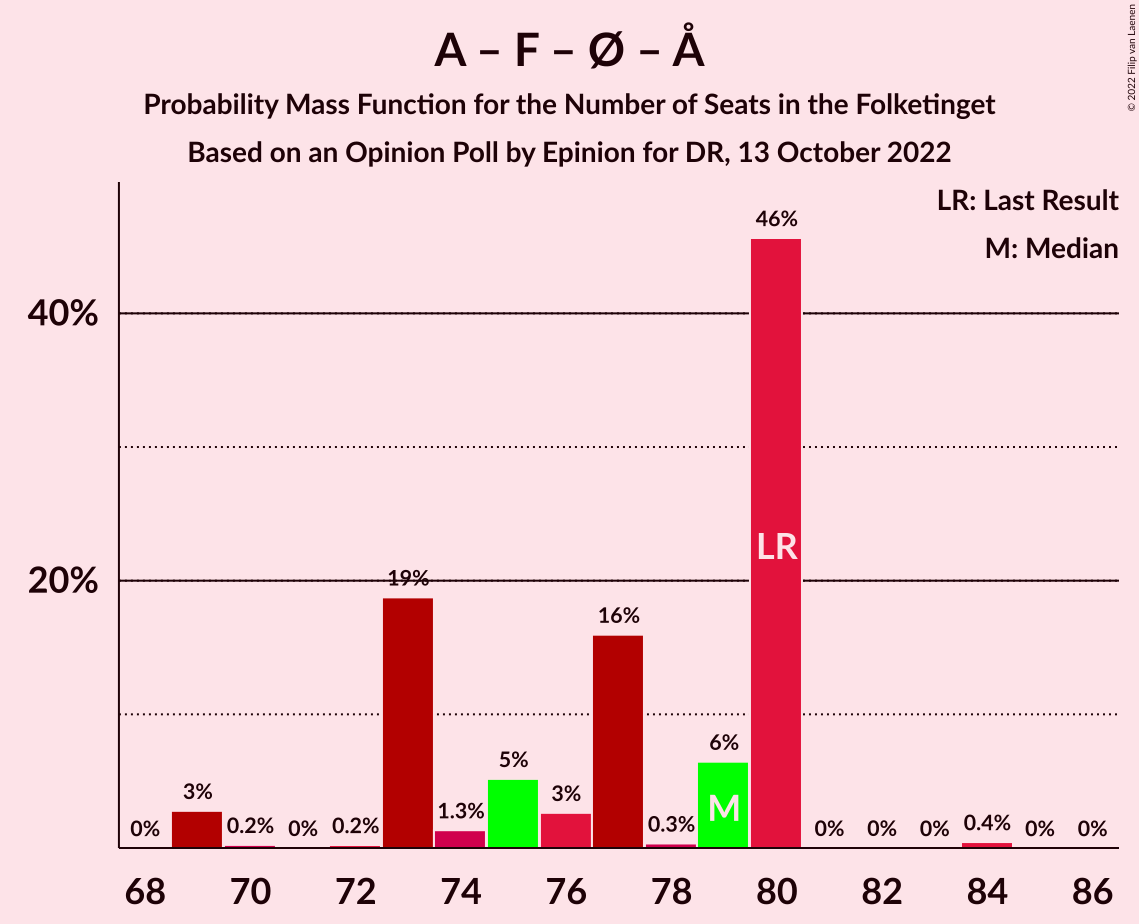 A – F – Ø – Å
Probability Mass Function for the Number of Seats in the Folketinget
Based on an Opinion Poll by Epinion for DR, 13 October 2022
© 2022 Filip van Laenen
LR: Last Result
M: Median
40%
20%
0%
3%
0.2%
0%
0.2%
19%
1.3%
5%
3%
16%
0.3%
6%
46%
0%
0%
0%
0.4%
0%
0%
LR
M
68 70 72 74 76 78 80 82 84 86